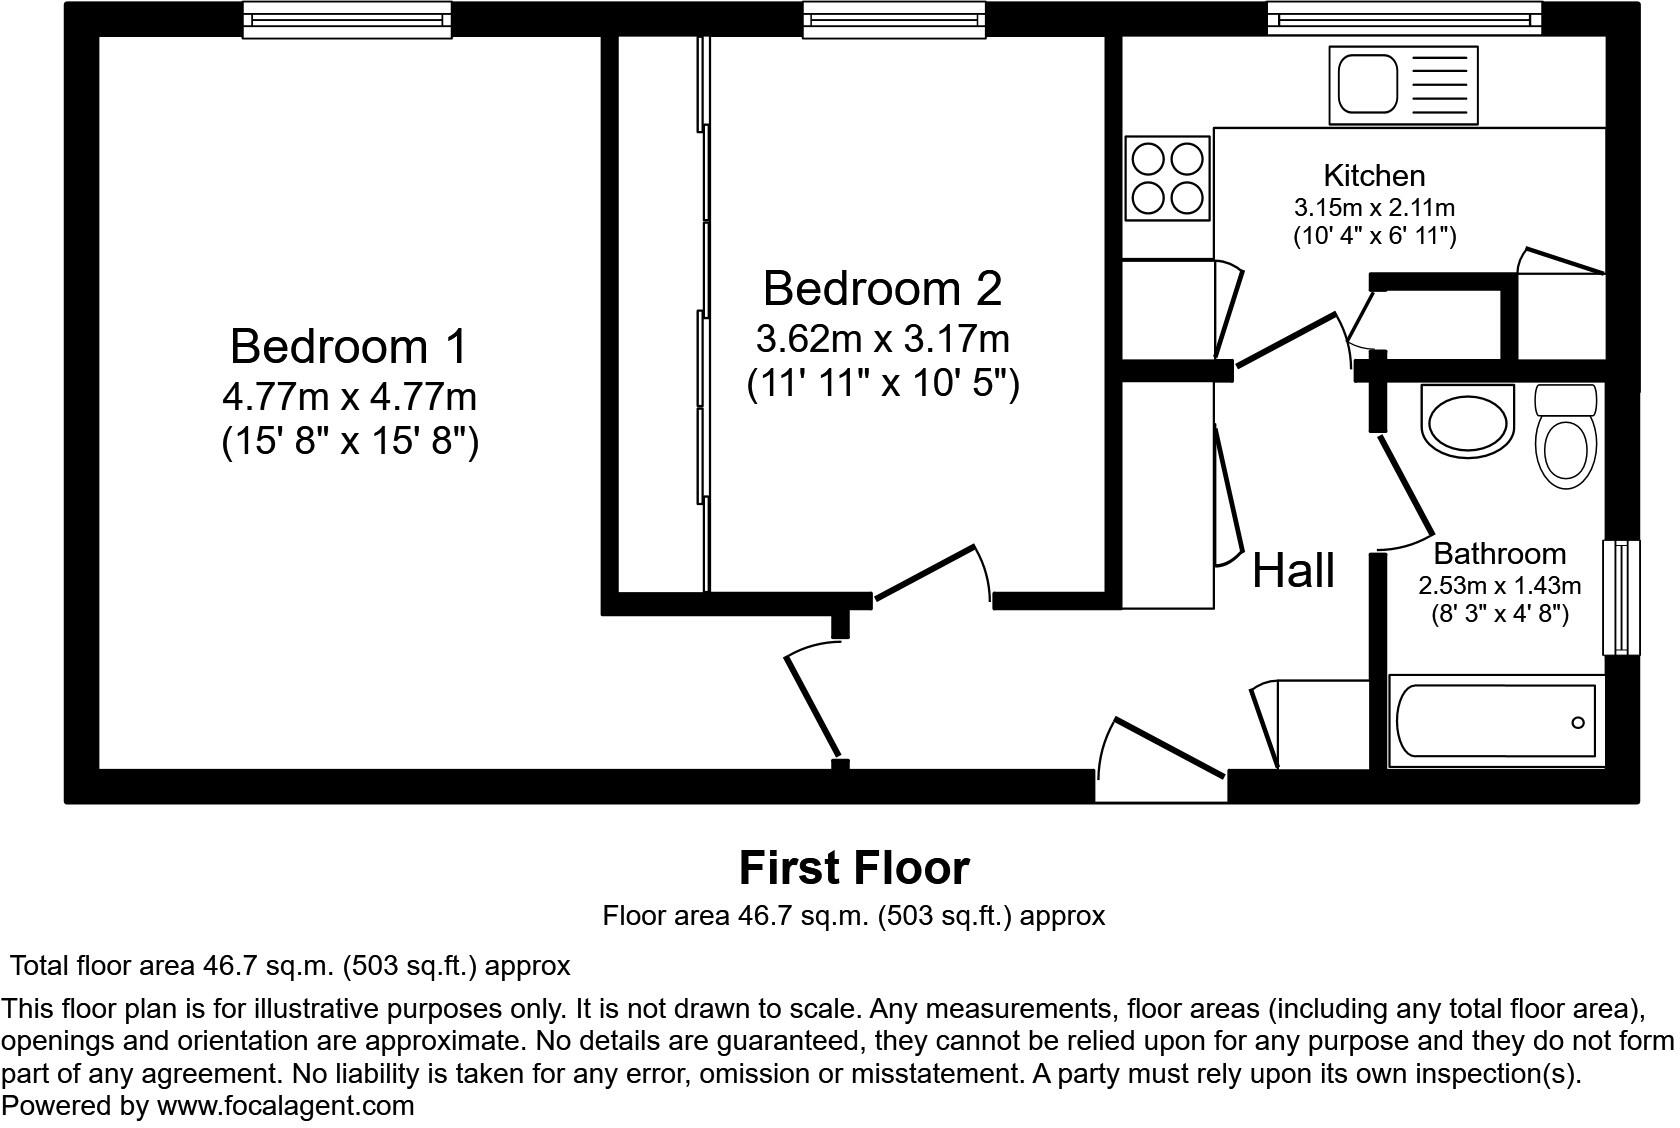 Kitchen
3.15m x 2.11m
(10' 4" x 6' 11")
Bedroom 2
3.62m x 3.17m
(11' 11" x 10' 5")
Bedroom 1
4.77m x 4.77m
(15' 8" x 15' 8")
Hall
Bathroom
2.53m x 1.43m
(8' 3" x 4' 8")
First Floor
Floor area 46.7 sq.m. (503 sq.ft.) approx
Total floor area 46.7 sq.m. (503 sq.ft.) approx
This floor plan is for illustrative purposes only. It is not drawn to scale. Any measurements, floor areas (including any total floor area),
openings and orientation are approximate. No details are guaranteed, they cannot be relied upon for any purpose and they do not form
part of any agreement. No liability is taken for any error, omission or misstatement. A party must rely upon its own inspection(s).
Powered by www.focalagent.com